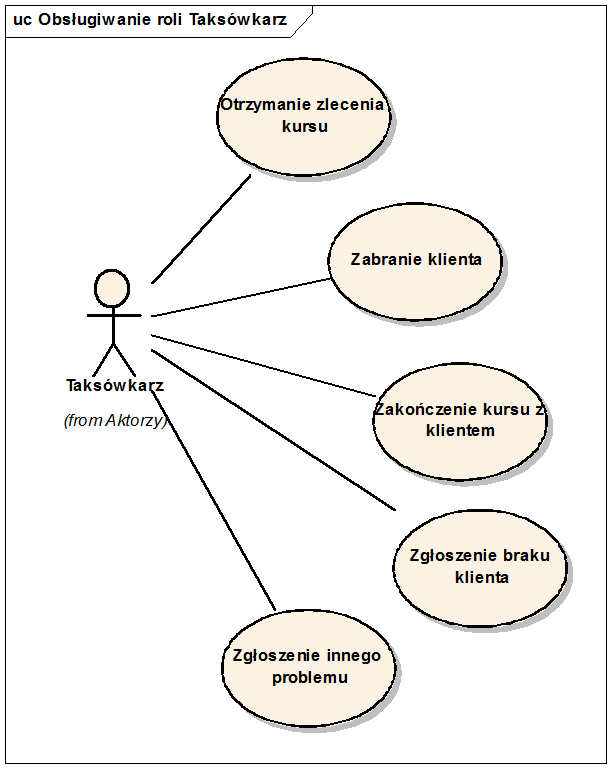 uc Obsługiwanie roli Taksówkarz
Otrzymanie zlecenia
kursu
Zabranie klienta
Taksówkarz
(from Aktorzy)
Zakończenie kursu z
klientem
Zgłoszenie braku
klienta
Zgłoszenie innego
problemu